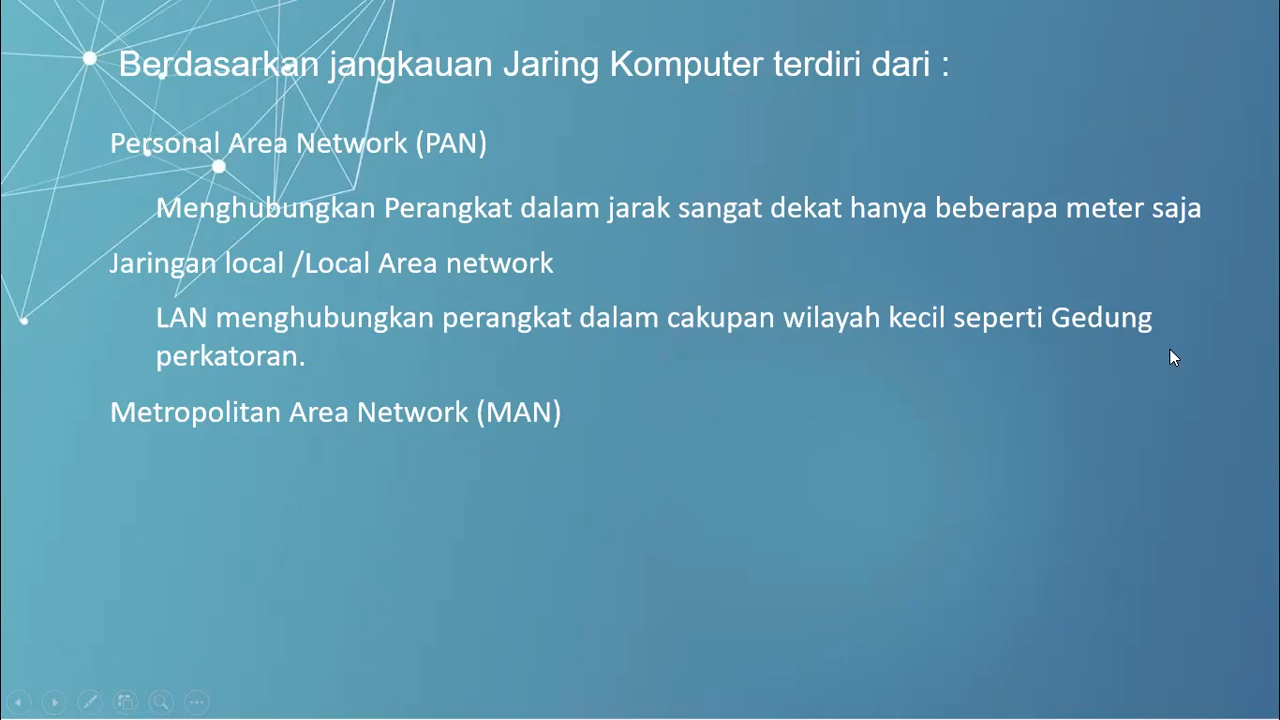 Berdasarkan jangkauan Jaring Komputer terdiri dari :
Personal Area Network (PAN)
Menghubungkan Perangkat dalam jarak sangat dekat hanya beberapa meter saja
Jaringan local /Local Area network
LAN menghubungkan perangkat dalam cakupan wilayah kecil seperti Gedung
perkatoran.
Metropolitan Area Network (MAN)